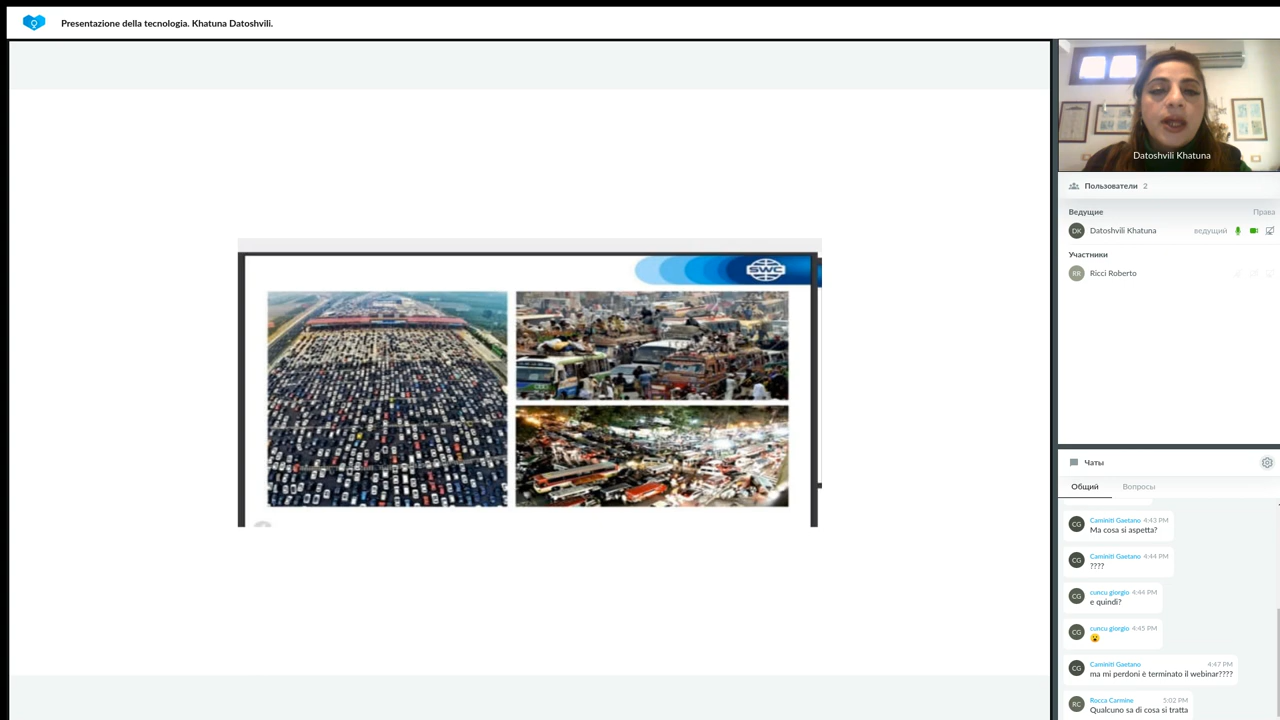 Presentazione della tecnologia. Khatuna Datoshvili.
SWC
Datoshvili Khatuna
Пользователи 2
Ведущие Права
DK Datoshvili Khatuna ведущий
Участники
RR Ricci Roberto
Чаты
Общий Вопросы
CG Caminiti Gaetano 4:43 PM
Ma cosa si aspetta?
CG Caminiti Gaetano 4:44 PM
????
CG cuncu giorgio 4:44 PM
e quindi?
CG cuncu giorgio 4:45 PM
😮
CG Caminiti Gaetano 4:47 PM
ma mi perdoni è terminato il webinar????
RC Rocca Carmine 5:02 PM
Qualcuno sa di cosa si tratta